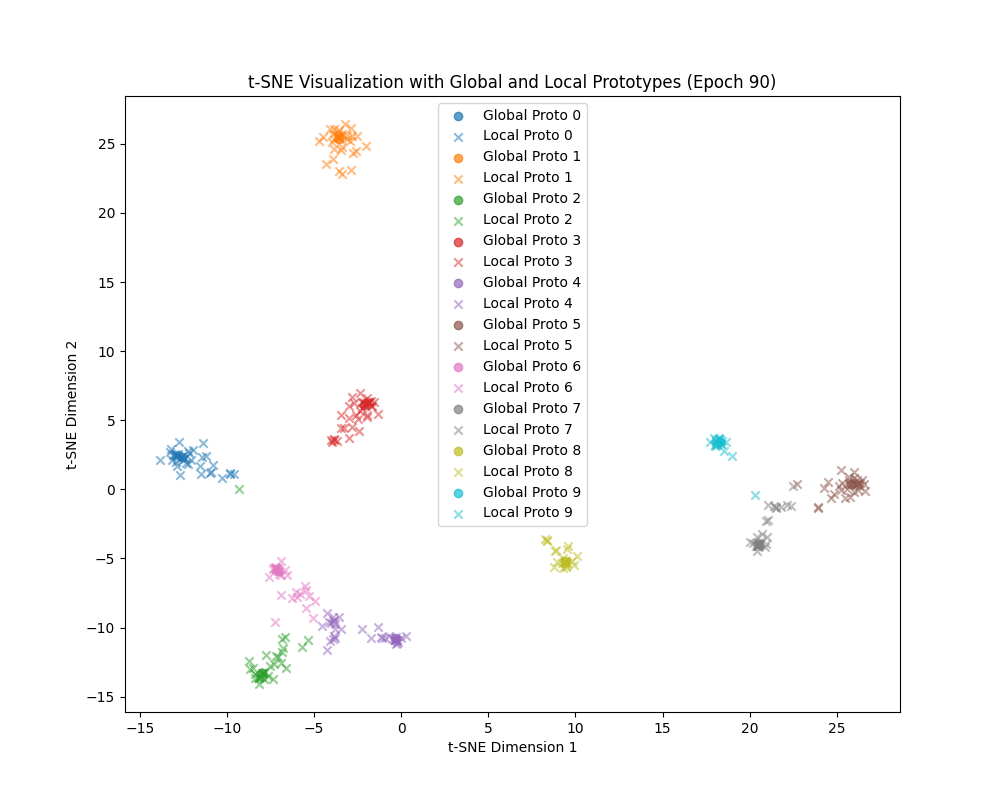 t-SNE Visualization with Global and Local Prototypes (Epoch 90)
Global Proto 0
Local Proto 0
Global Proto 1
Local Proto 1
Global Proto 2
Local Proto 2
Global Proto 3
Local Proto 3
Global Proto 4
Local Proto 4
Global Proto 5
Local Proto 5
Global Proto 6
Local Proto 6
Global Proto 7
Local Proto 7
Global Proto 8
Local Proto 8
Global Proto 9
Local Proto 9
t-SNE Dimension 2
25
20
15
10
5
0
−5
−10
−15
−15
−10
−5
0
5
10
15
20
25
t-SNE Dimension 1